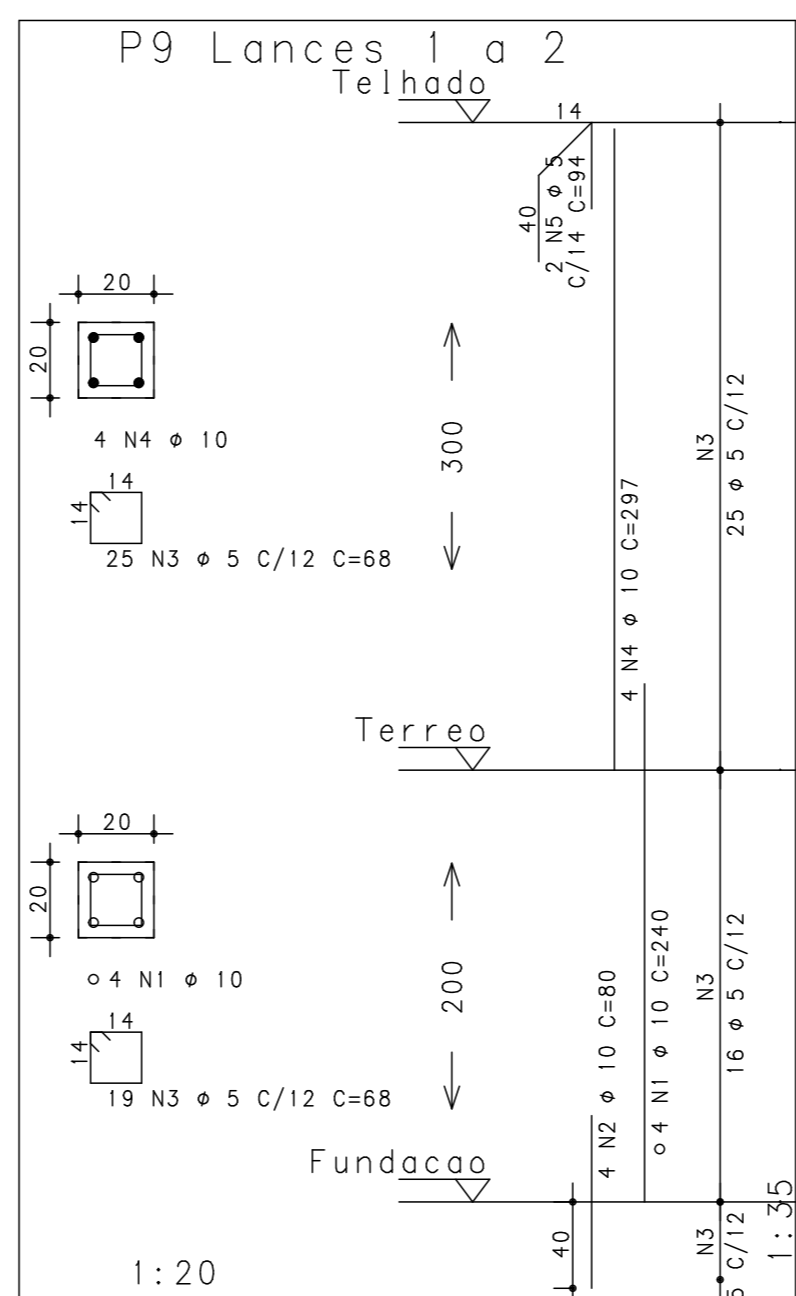 P9 Lances 1 a 2
Telhado
14
40
2 N5 φ 5
C/14 C=94
20
20
4 N4 φ 10
14
14
25 N3 φ 5 C/12 C=68
300
4 N4 φ 10 C=297
N3
25 φ 5 C/12
Terreo
20
20
○ 4 N1 φ 10
14
14
19 N3 φ 5 C/12 C=68
200
4 N2 φ 10 C=80
○ 4 N1 φ 10 C=240
N3
16 φ 5 C/12
Fundacao
40
N3
5 C/12
1:35
1:20